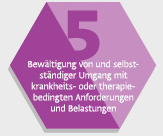 5
Bewältigung von und selbst-
ständiger Umgang mit
krankheits- oder therapie-
bedingten Anforderungen
und Belastungen